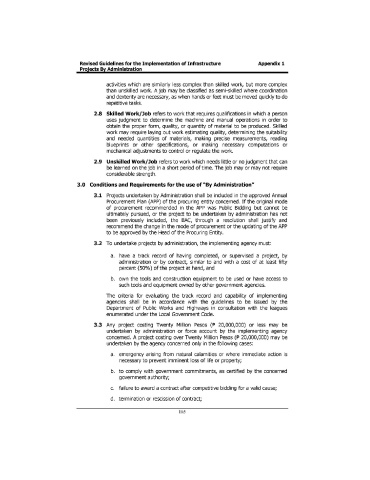 Revised Guidelines for the Implementation of Infrastructure Appendix 1
Projects By Administration
activities which are similarly less complex than skilled work, but more complex
than unskilled work. A job may be classified as semi-skilled where coordination
and dexterity are necessary, as when hands or feet must be moved quickly to do
repetitive tasks.
2.8 Skilled Work/Job refers to work that requires qualifications in which a person
uses judgment to determine the machine and manual operations in order to
obtain the proper form, quality, or quantity of material to be produced. Skilled
work may require laying out work estimating quality, determining the suitability
and needed quantities of materials, making precise measurements, reading
blueprints or other specifications, or making necessary computations or
mechanical adjustments to control or regulate the work.
2.9 Unskilled Work/Job refers to work which needs little or no judgment that can
be learned on the job in a short period of time. The job may or may not require
considerable strength.
3.0 Conditions and Requirements for the use of "By Administration"
3.1 Projects undertaken by Administration shall be included in the approved Annual
Procurement Plan (APP) of the procuring entity concerned. If the original mode
of procurement recommended in the APP was Public Bidding but cannot be
ultimately pursued, or the project to be undertaken by administration has not
been previously included, the BAC, through a resolution shall justify and
recommend the change in the mode of procurement or the updating of the APP
to be approved by the Head of the Procuring Entity.
3.2 To undertake projects by administration, the implementing agency must:
a. have a track record of having completed, or supervised a project, by
administration or by contract, similar to and with a cost of at least fifty
percent (50%) of the project at hand, and
b. own the tools and construction equipment to be used or have access to
such tools and equipment owned by other government agencies.
The criteria for evaluating the track record and capability of implementing
agencies shall be in accordance with the guidelines to be issued by the
Department of Public Works and Highways in consultation with the leagues
enumerated under the Local Government Code.
3.3 Any project costing Twenty Million Pesos (₱ 20,000,000) or less may be
undertaken by administration or force account by the implementing agency
concerned. A project costing over Twenty Million Pesos (₱ 20,000,000) may be
undertaken by the agency concerned only in the following cases:
a. emergency arising from natural calamities or where immediate action is
necessary to prevent imminent loss of life or property;
b. to comply with government commitments, as certified by the concerned
government authority;
c. failure to award a contract after competitive bidding for a valid cause;
d. termination or rescission of contract;